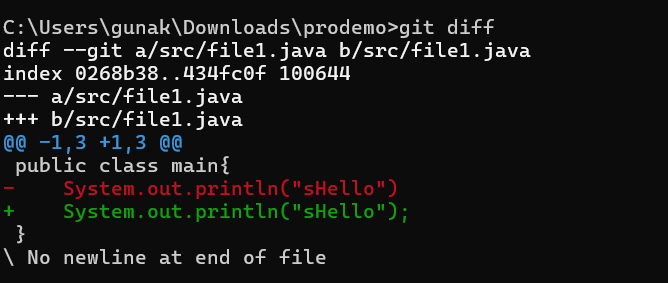 C:\Users\gunak\Downloads\prodemo>git diff
diff --git a/src/file1.java b/src/file1.java
index 0268b38..434fc0f 100644
--- a/src/file1.java
+++ b/src/file1.java
@@ -1,3 +1,3 @@
 public class main{
-    System.out.println("sHello")
+    System.out.println("sHello");
 }
\ No newline at end of file